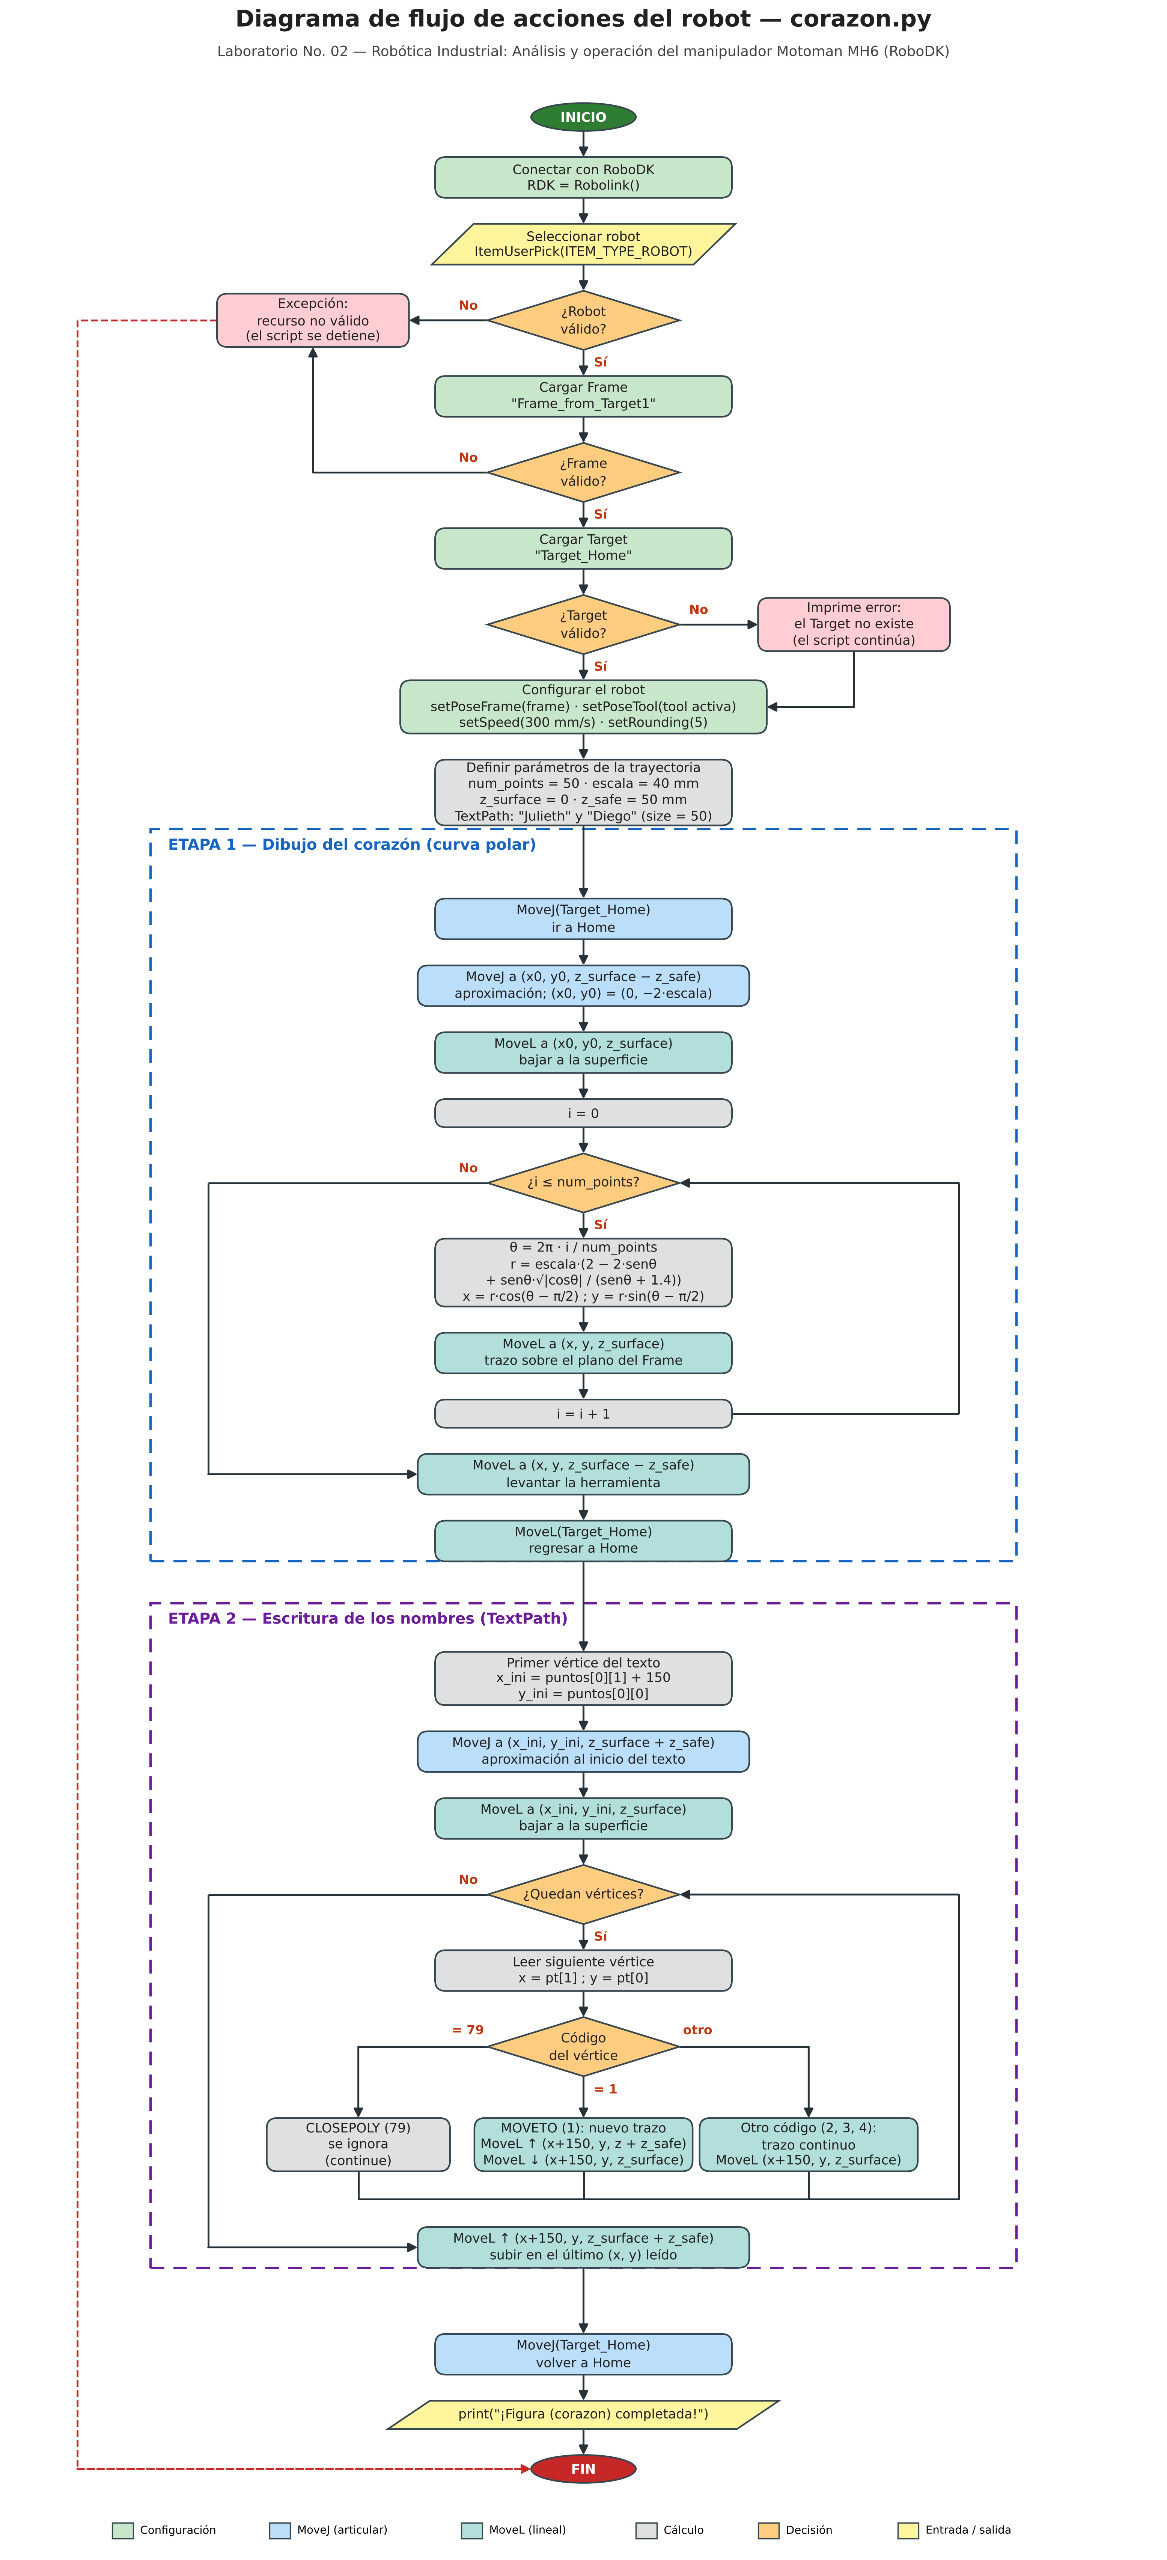 Diagrama de flujo de acciones del robot — corazon.py
Laboratorio No. 02 — Robótica Industrial: Análisis y operación del manipulador Motoman MH6 (RoboDK)
INICIO
Conectar con RoboDK
RDK = Robolink()
Seleccionar robot
ItemUserPick(ITEM_TYPE_ROBOT)
¿Robot
válido?
No
Excepción:
recurso no válido
(el script se detiene)
Sí
Cargar Frame
"Frame_from_Target1"
¿Frame
válido?
No
Sí
Cargar Target
"Target_Home"
¿Target
válido?
No
Imprime error:
el Target no existe
(el script continúa)
Sí
Configurar el robot
setPoseFrame(frame) · setPoseTool(tool activa)
setSpeed(300 mm/s) · setRounding(5)
Definir parámetros de la trayectoria
num_points = 50 · escala = 40 mm
z_surface = 0 · z_safe = 50 mm
TextPath: "Julieth" y "Diego" (size = 50)
ETAPA 1 — Dibujo del corazón (curva polar)
MoveJ(Target_Home)
ir a Home
MoveJ a (x0, y0, z_surface − z_safe)
aproximación; (x0, y0) = (0, −2·escala)
MoveL a (x0, y0, z_surface)
bajar a la superficie
i = 0
¿i ≤ num_points?
No
Sí
θ = 2π · i / num_points
r = escala·(2 − 2·senθ
+ senθ·√|cosθ| / (senθ + 1.4))
x = r·cos(θ − π/2) ; y = r·sin(θ − π/2)
MoveL a (x, y, z_surface)
trazo sobre el plano del Frame
i = i + 1
MoveL a (x, y, z_surface − z_safe)
levantar la herramienta
MoveL(Target_Home)
regresar a Home
ETAPA 2 — Escritura de los nombres (TextPath)
Primer vértice del texto
x_ini = puntos[0][1] + 150
y_ini = puntos[0][0]
MoveJ a (x_ini, y_ini, z_surface + z_safe)
aproximación al inicio del texto
MoveL a (x_ini, y_ini, z_surface)
bajar a la superficie
¿Quedan vértices?
No
Sí
Leer siguiente vértice
x = pt[1] ; y = pt[0]
Código
del vértice
= 79
otro
= 1
CLOSEPOLY (79)
se ignora
(continue)
MOVETO (1): nuevo trazo
MoveL ↑ (x+150, y, z + z_safe)
MoveL ↓ (x+150, y, z_surface)
Otro código (2, 3, 4):
trazo continuo
MoveL (x+150, y, z_surface)
MoveL ↑ (x+150, y, z_surface + z_safe)
subir en el último (x, y) leído
MoveJ(Target_Home)
volver a Home
print("¡Figura (corazon) completada!")
FIN
Configuración
MoveJ (articular)
MoveL (lineal)
Cálculo
Decisión
Entrada / salida